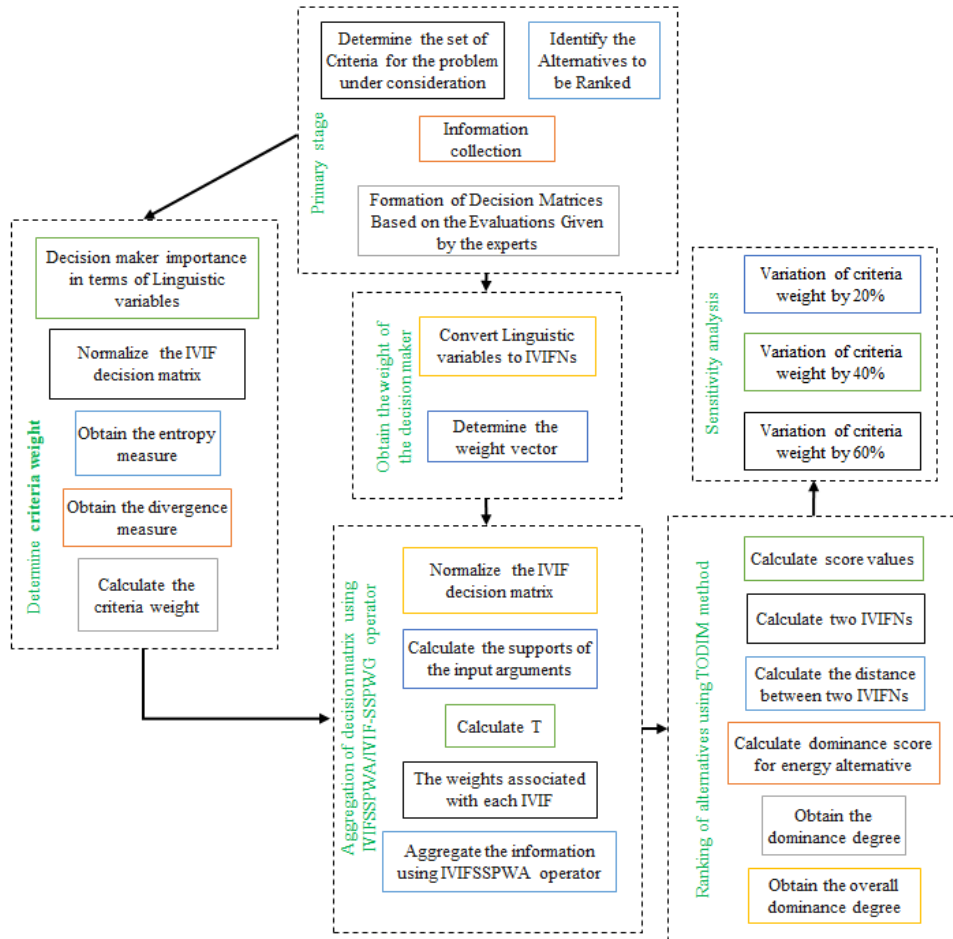 Primary stage
Determine the set of
Criteria for the problem
under consideration
Identify the
Alternatives to
be Ranked
Information
collection
Formation of Decision Matrices
Based on the Evaluations Given
by the experts
Determine criteria weight
Decision maker importance
in terms of Linguistic
variables
Normalize the IVIF
decision matrix
Obtain the entropy
measure
Obtain the divergence
measure
Calculate the
criteria weight
Obtain the weight of
the decision maker
Convert Linguistic
variables to IVIFNs
Determine the
weight vector
Aggregation of decision matrix using
IVIFSSPWA/IVIF-SSPWG
operator
Normalize the IVIF
decision matrix
Calculate the supports of
the input arguments
Calculate T
The weights associated
with each IVIF
Aggregate the information
using IVIFSSPWA operator
Ranking of alternatives using TODIM method
Calculate score values
Calculate two IVIFNs
Calculate the distance
between two IVIFNs
Calculate dominance score
for energy alternative
Obtain the
dominance degree
Obtain the overall
dominance degree
Sensitivity analysis
Variation of criteria
weight by 20%
Variation of criteria
weight by 40%
Variation of criteria
weight by 60%